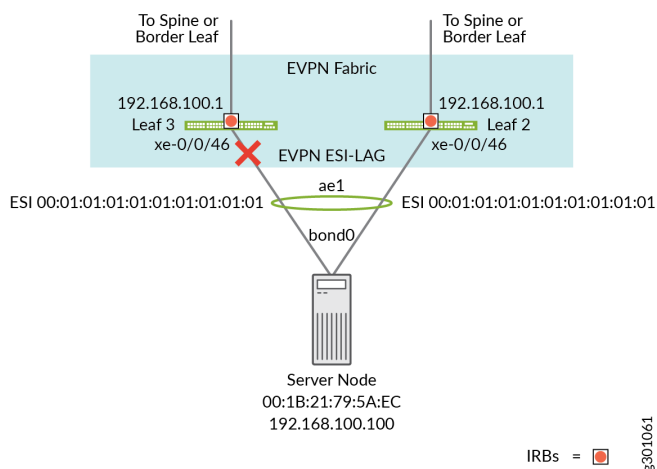 To Spine or
Border Leaf
To Spine or
Border Leaf
EVPN Fabric
192.168.100.1
192.168.100.1
Leaf 3
Leaf 2
xe-0/0/46
xe-0/0/46
EVPN ESI-LAG
ae1
ESI 00:01:01:01:01:01:01:01:01:01
ESI 00:01:01:01:01:01:01:01:01:01
bond0
Server Node
00:1B:21:79:5A:EC
192.168.100.100
IRBs =
g301061